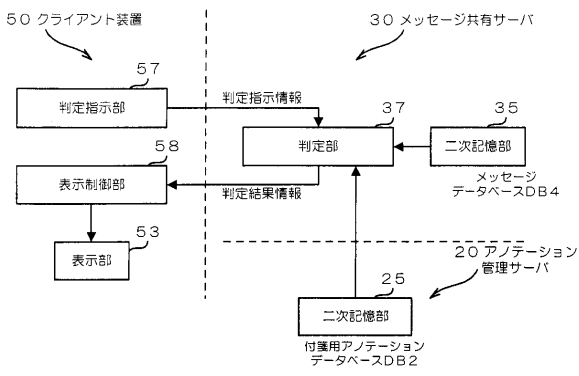 50 クライアント装置
30 メッセージ共有サーバ
57
判定指示部
判定指示情報
37
判定部
35
二次記憶部
メッセージ
データベースDB4
58
表示制御部
判定結果情報
53
表示部
20 アノテーション
管理サーバ
25
二次記憶部
付箋用アノテーション
データベースDB2